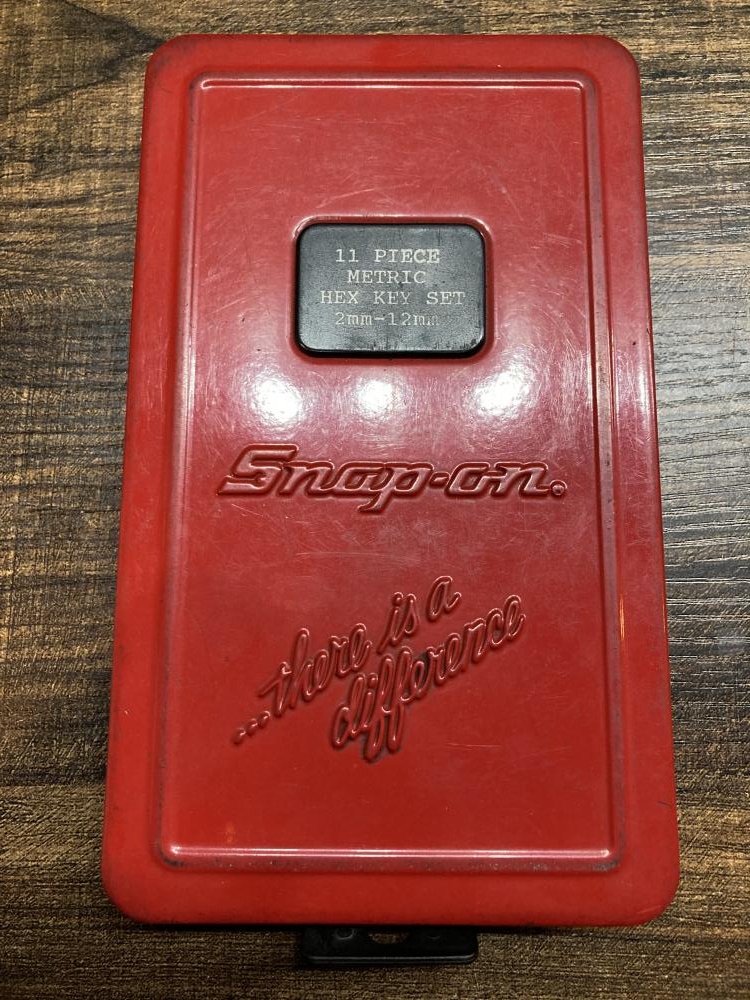 11 PIECE
METRIC
HEX KEY SET
2mm-12mm
Snap-on.
...there is a
difference